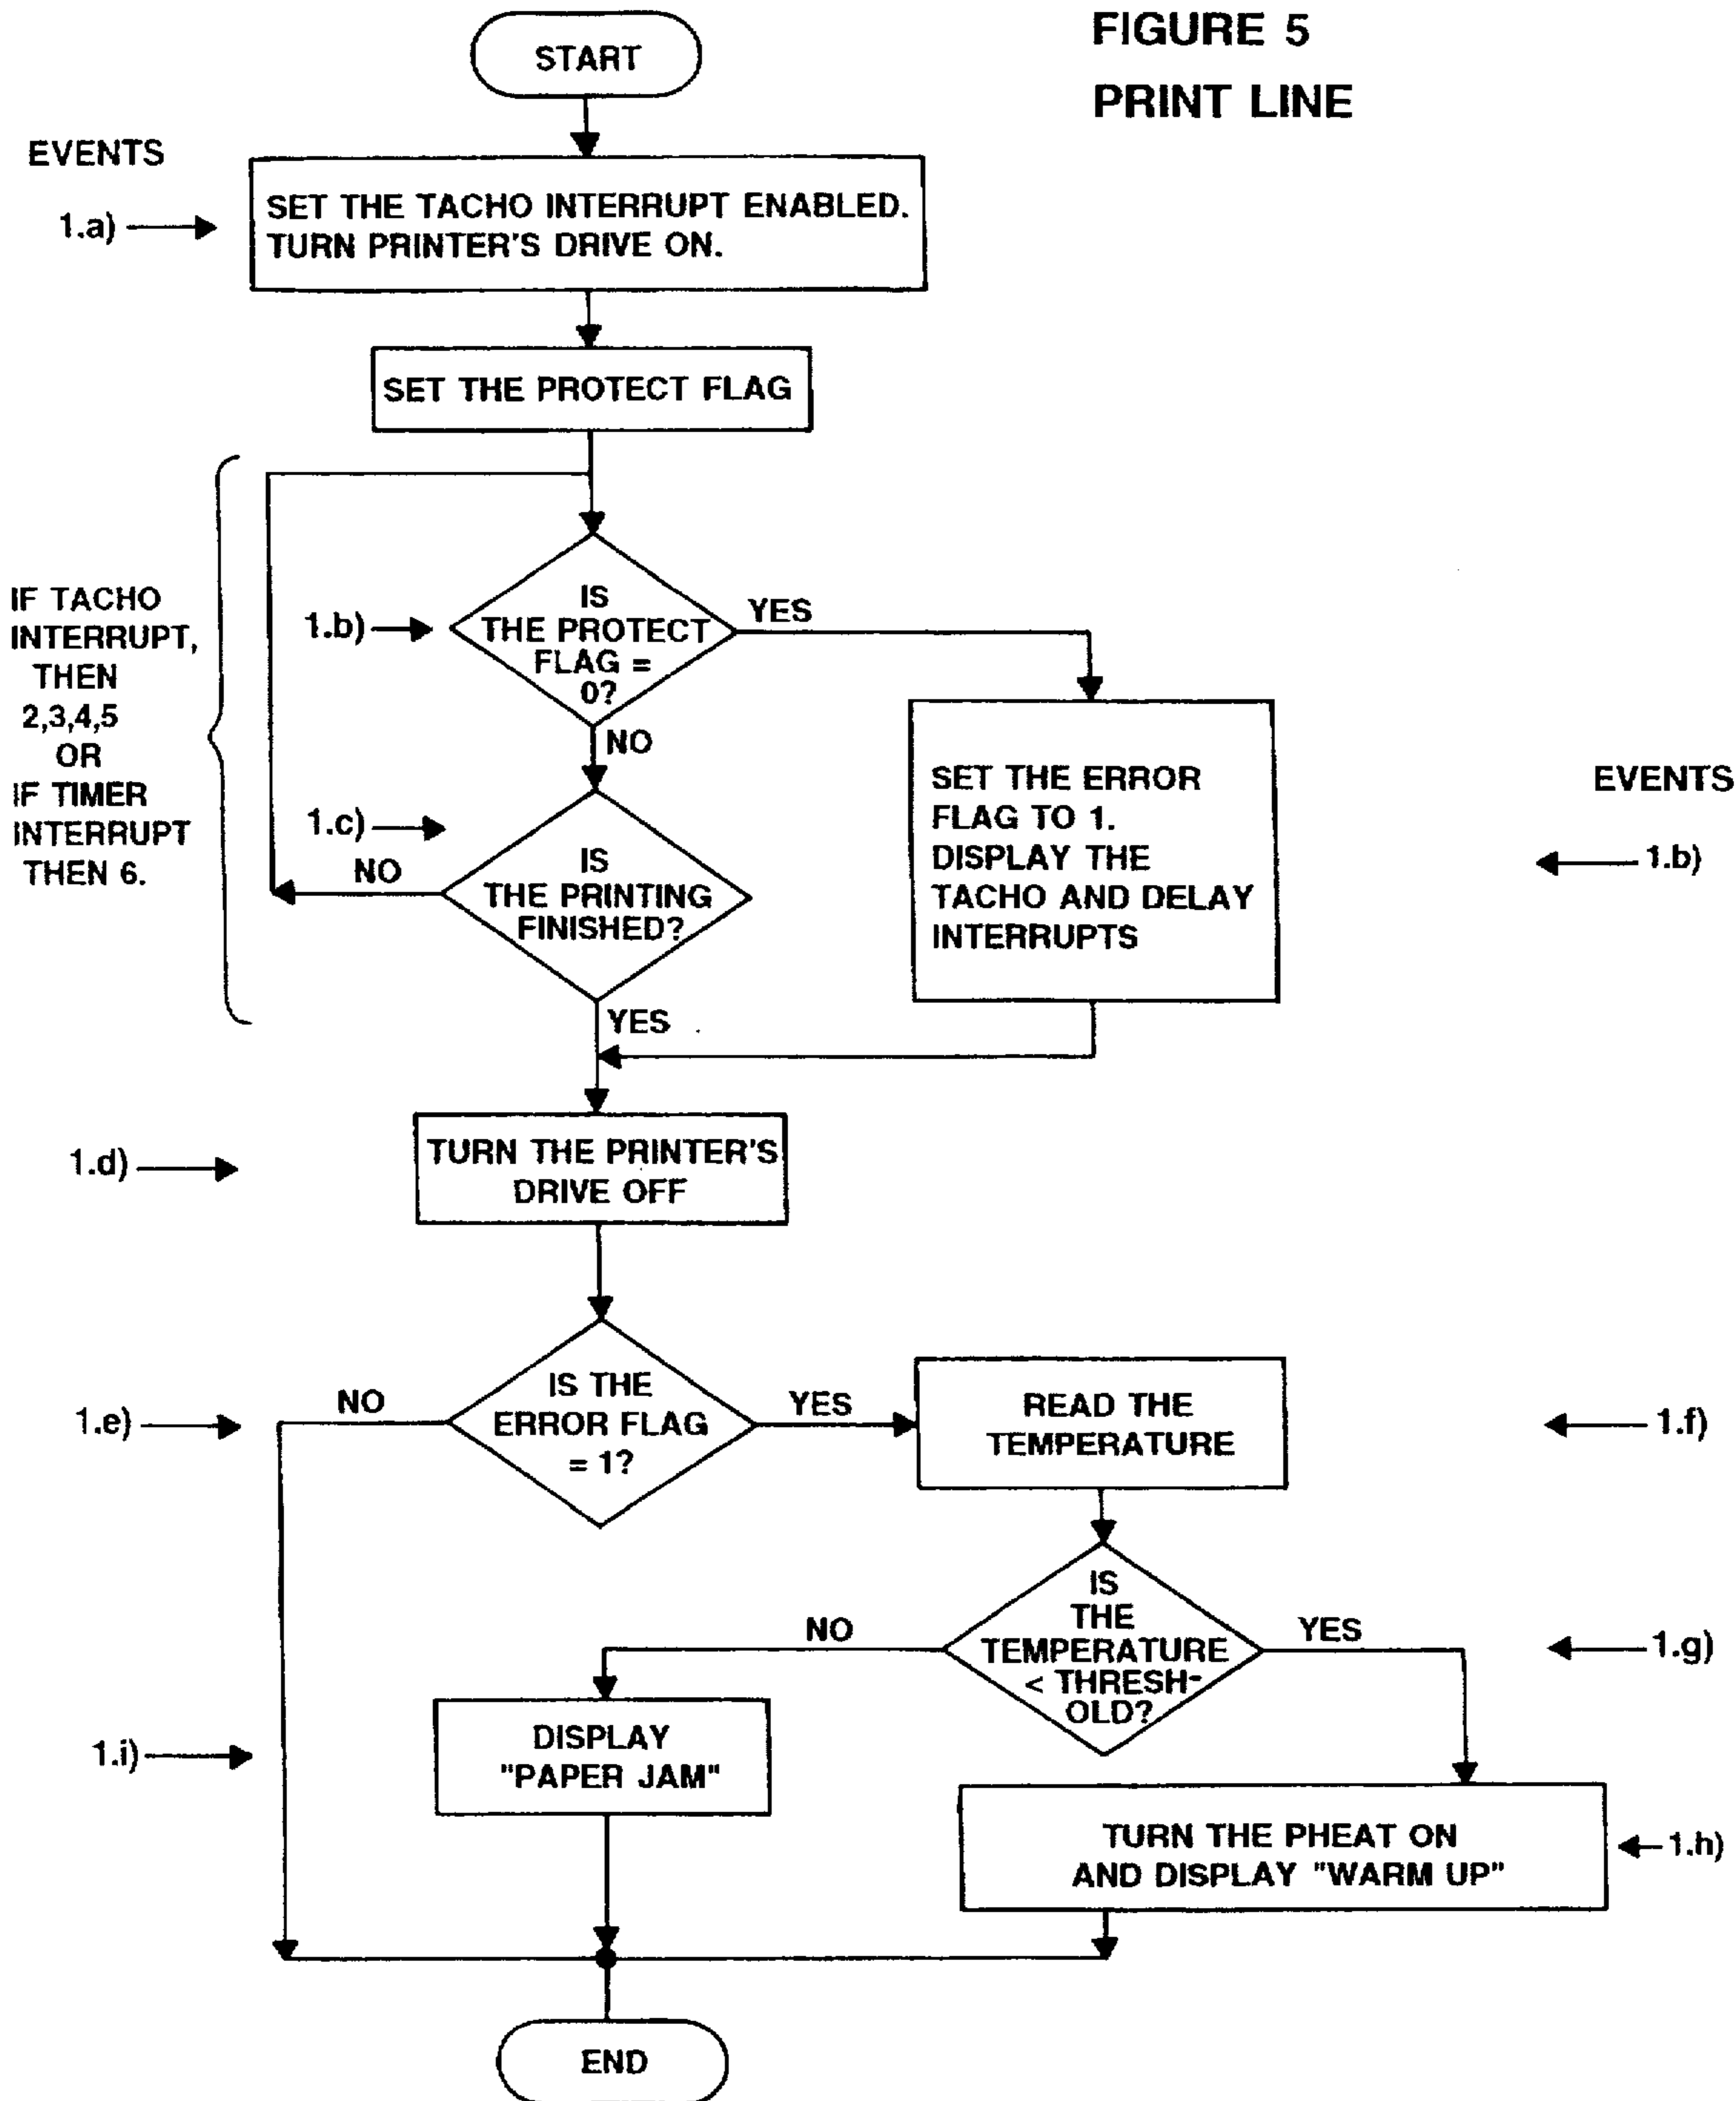 FIGURE 5
PRINT LINE
START
EVENTS
1.a)
SET THE TACHO INTERRUPT ENABLED.
TURN PRINTER'S DRIVE ON.
SET THE PROTECT FLAG
IF TACHO
INTERRUPT,
THEN
2,3,4,5
OR
IF TIMER
INTERRUPT
THEN 6.
1.b)
IS
THE PROTECT
FLAG =
0?
YES
NO
SET THE ERROR
FLAG TO 1.
DISPLAY THE
TACHO AND DELAY
INTERRUPTS
EVENTS
1.b)
1.c)
IS
THE PRINTING
FINISHED?
NO
YES
1.d)
TURN THE PRINTER'S
DRIVE OFF
1.e)
NO
IS THE
ERROR FLAG
= 1?
YES
READ THE
TEMPERATURE
1.f)
IS
THE
TEMPERATURE
< THRESH-
OLD?
NO
YES
1.g)
1.i)
DISPLAY
"PAPER JAM"
TURN THE PHEAT ON
AND DISPLAY "WARM UP"
1.h)
END